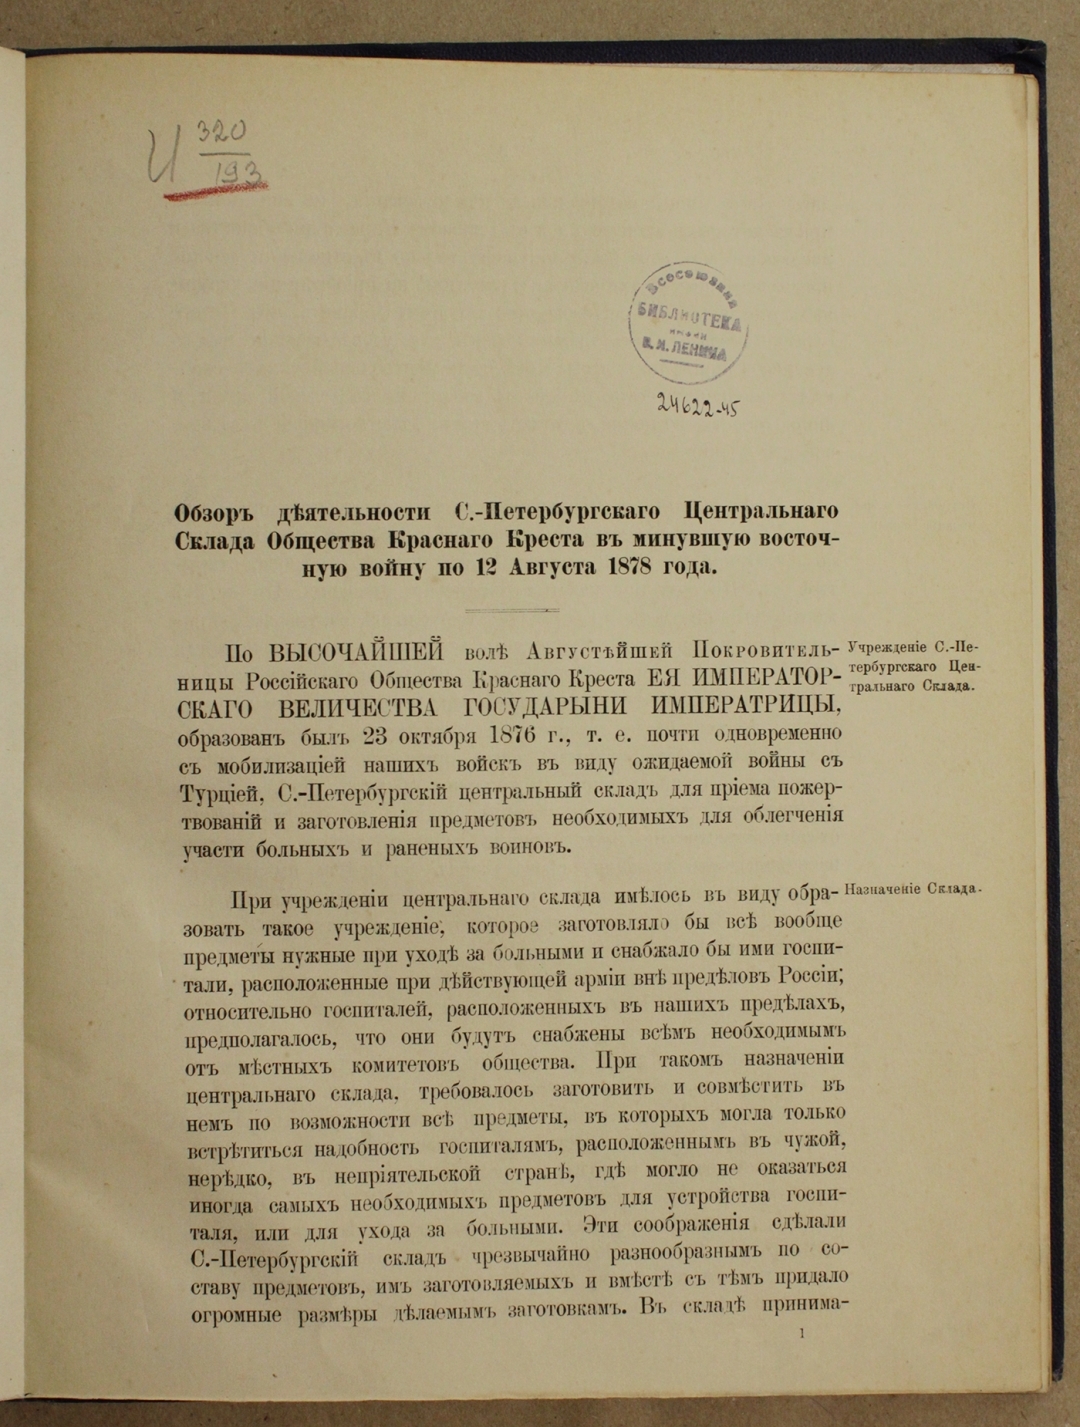 И 320
193
Всесоюзная
БИБЛИОТЕКА
имени
В. И. ЛЕНИНА
24622-45
Обзоръ дѣятельности С.-Петербургскаго Центральнаго
Склада Общества Краснаго Креста въ минувшую восточ-
ную войну по 12 Августа 1878 года.
По ВЫСОЧАЙШЕЙ волѣ Августѣйшей Покровитель-
ницы Россійскаго Общества Краснаго Креста ЕЯ ИМПЕРАТОР-
СКАГО ВЕЛИЧЕСТВА ГОСУДАРЫНИ ИМПЕРАТРИЦЫ,
образованъ былъ 23 октября 1876 г., т. е. почти одновременно
съ мобилизаціей нашихъ войскъ въ виду ожидаемой войны съ
Турціей, С.-Петербургскій центральный складъ для пріема пожер-
твованій и заготовленія предметовъ необходимыхъ для облегченія
участи больныхъ и раненыхъ воиновъ.
Учрежденіе С.-Пе-
тербургскаго Цен-
тральнаго Склада.
При учрежденіи центральнаго склада имѣлось въ виду обра-
зовать такое учрежденіе, которое заготовляло бы всѣ вообще
предметы нужные при уходѣ за больными и снабжало бы ими госпи-
тали, расположенные при дѣйствующей арміи внѣ предѣловъ Россіи;
относительно госпиталей, расположенныхъ въ нашихъ предѣлахъ,
предполагалось, что они будутъ снабжены всѣмъ необходимымъ
отъ мѣстныхъ комитетовъ общества. При такомъ назначеніи
центральнаго склада, требовалось заготовить и совмѣстить въ
немъ по возможности всѣ предметы, въ которыхъ могла только
встрѣтиться надобность госпиталямъ, расположеннымъ въ чужой,
нерѣдко, въ непріятельской странѣ, гдѣ могло не оказаться
иногда самыхъ необходимыхъ предметовъ для устройства госпи-
таля, или для ухода за больными. Эти соображенія сдѣлали
С.-Петербургскій складъ чрезвычайно разнообразнымъ по со-
ставу предметовъ, имъ заготовляемыхъ и вмѣстѣ съ тѣмъ придало
огромные размѣры дѣлаемымъ заготовкамъ. Въ складѣ принима-
Назначеніе Склада.
1